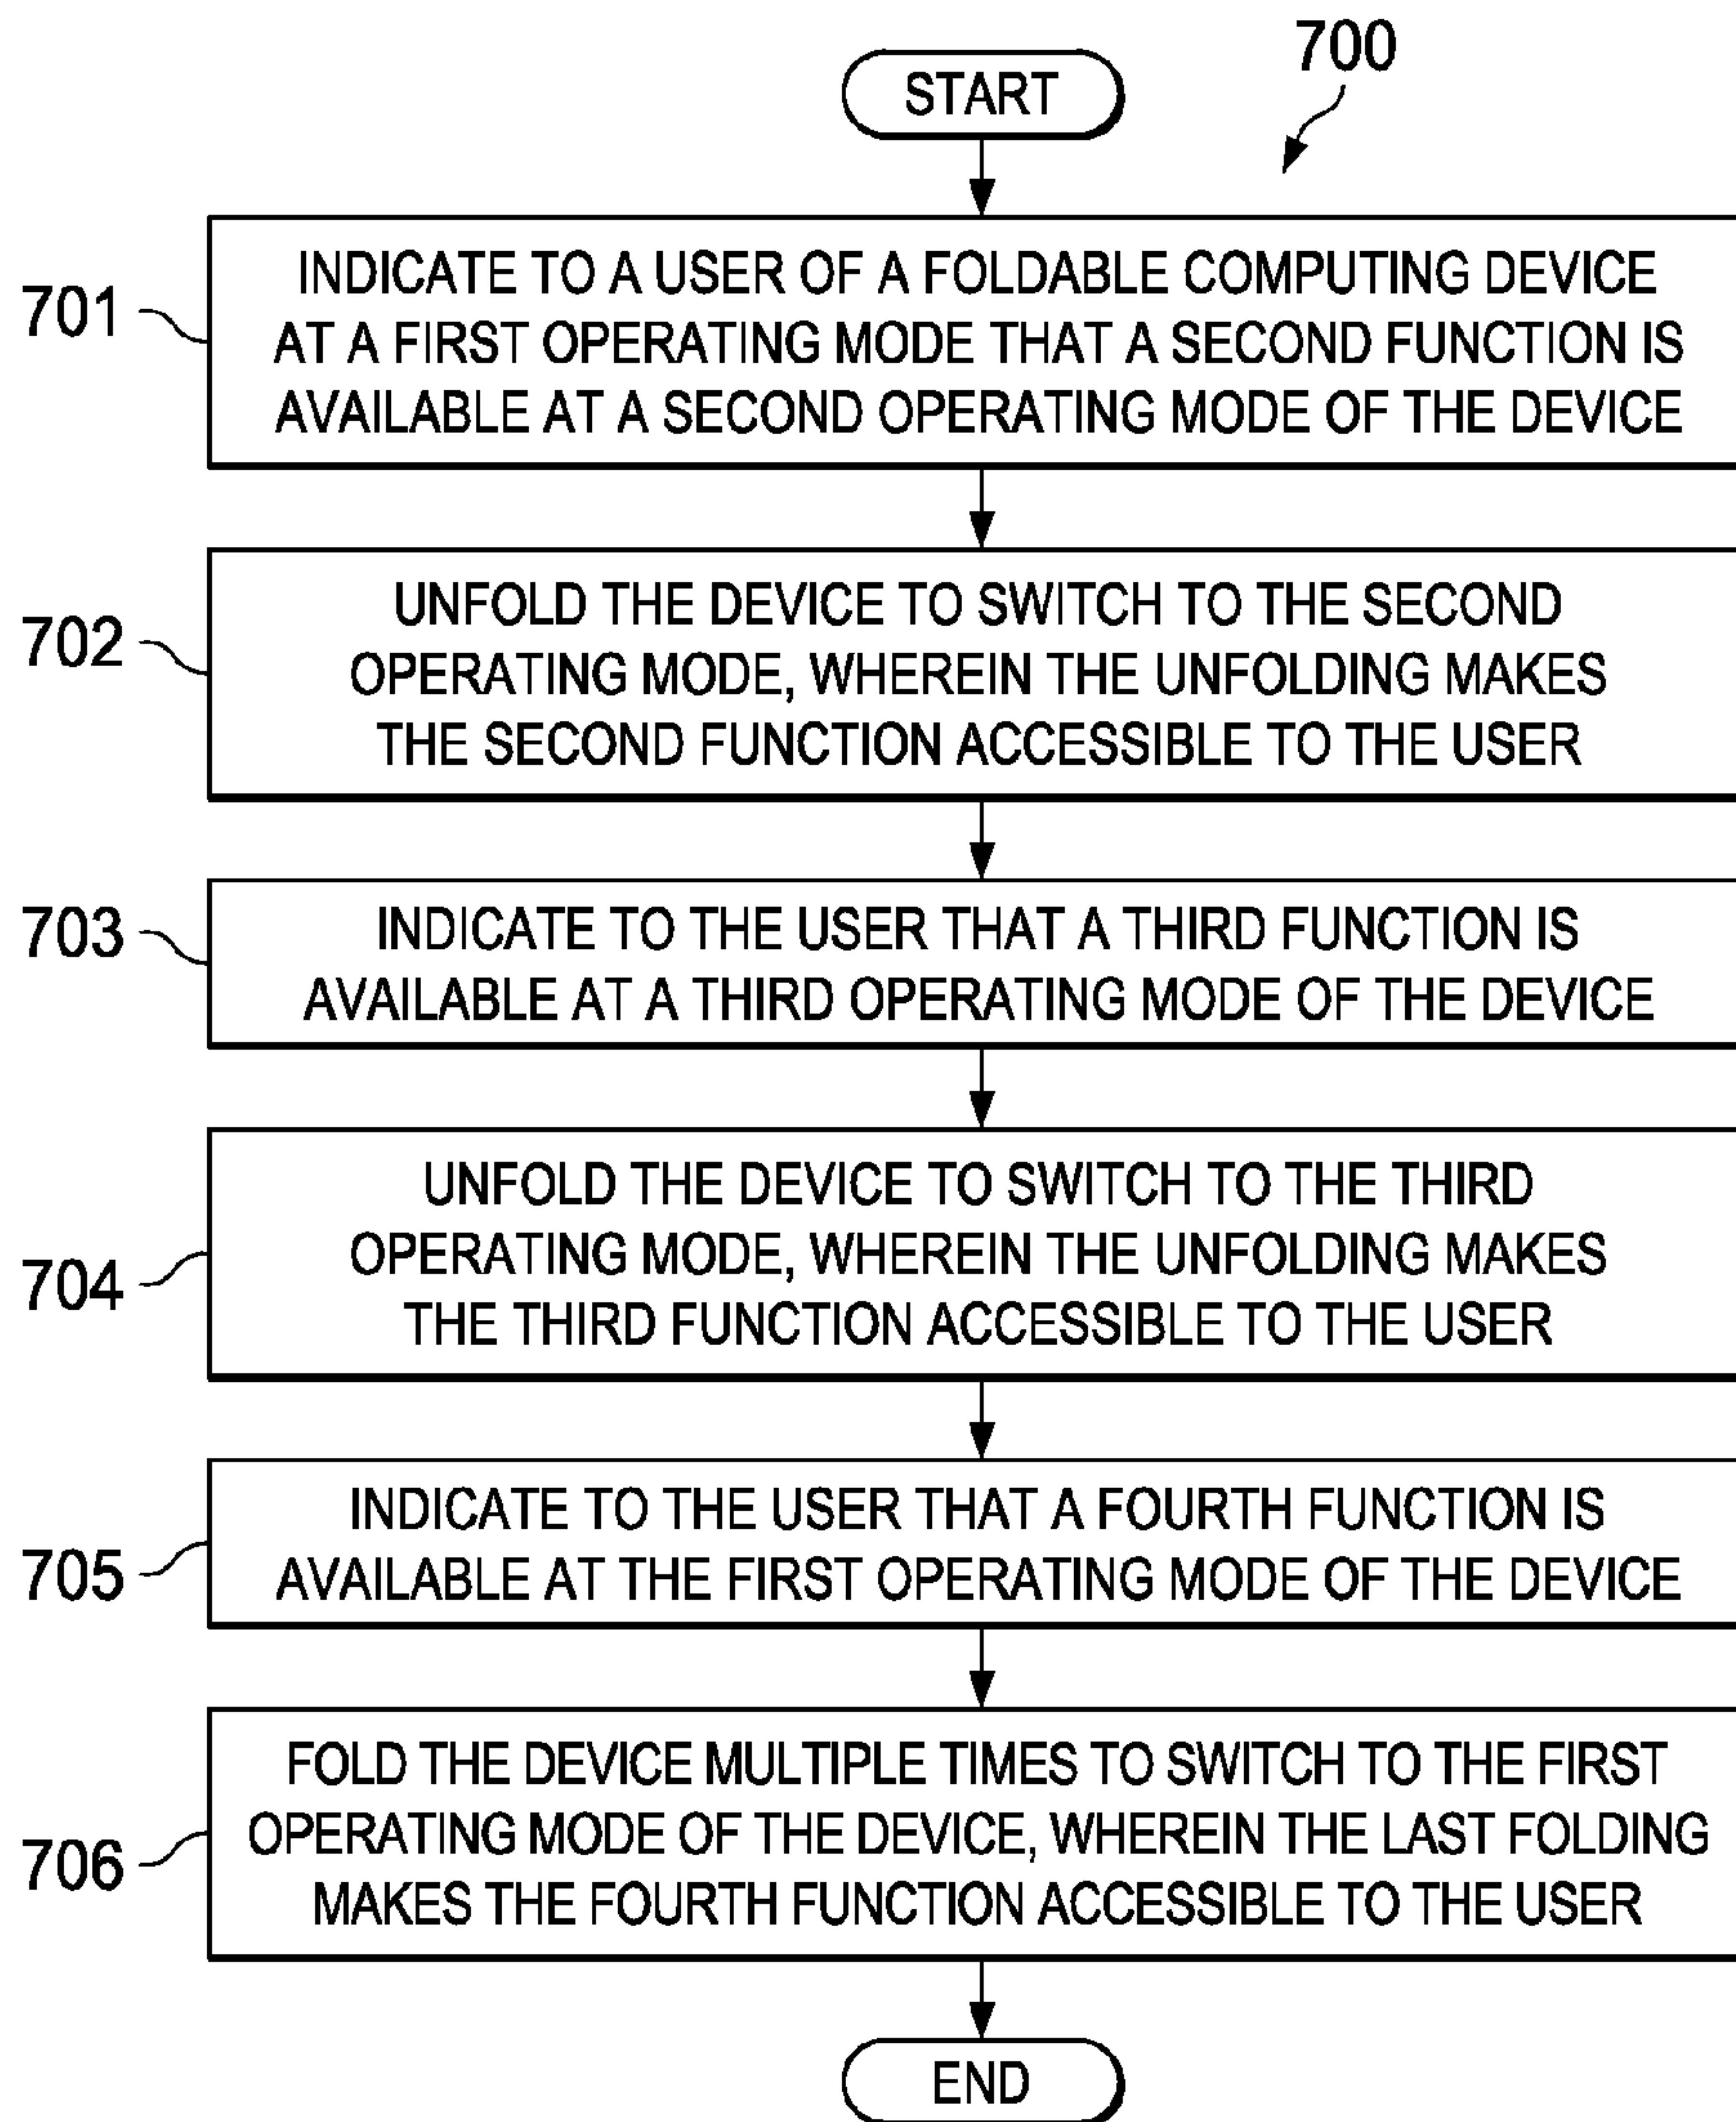 700
START
701
INDICATE TO A USER OF A FOLDABLE COMPUTING DEVICE
AT A FIRST OPERATING MODE THAT A SECOND FUNCTION IS
AVAILABLE AT A SECOND OPERATING MODE OF THE DEVICE
702
UNFOLD THE DEVICE TO SWITCH TO THE SECOND
OPERATING MODE, WHEREIN THE UNFOLDING MAKES
THE SECOND FUNCTION ACCESSIBLE TO THE USER
703
INDICATE TO THE USER THAT A THIRD FUNCTION IS
AVAILABLE AT A THIRD OPERATING MODE OF THE DEVICE
704
UNFOLD THE DEVICE TO SWITCH TO THE THIRD
OPERATING MODE, WHEREIN THE UNFOLDING MAKES
THE THIRD FUNCTION ACCESSIBLE TO THE USER
705
INDICATE TO THE USER THAT A FOURTH FUNCTION IS
AVAILABLE AT THE FIRST OPERATING MODE OF THE DEVICE
706
FOLD THE DEVICE MULTIPLE TIMES TO SWITCH TO THE FIRST
OPERATING MODE OF THE DEVICE, WHEREIN THE LAST FOLDING
MAKES THE FOURTH FUNCTION ACCESSIBLE TO THE USER
END